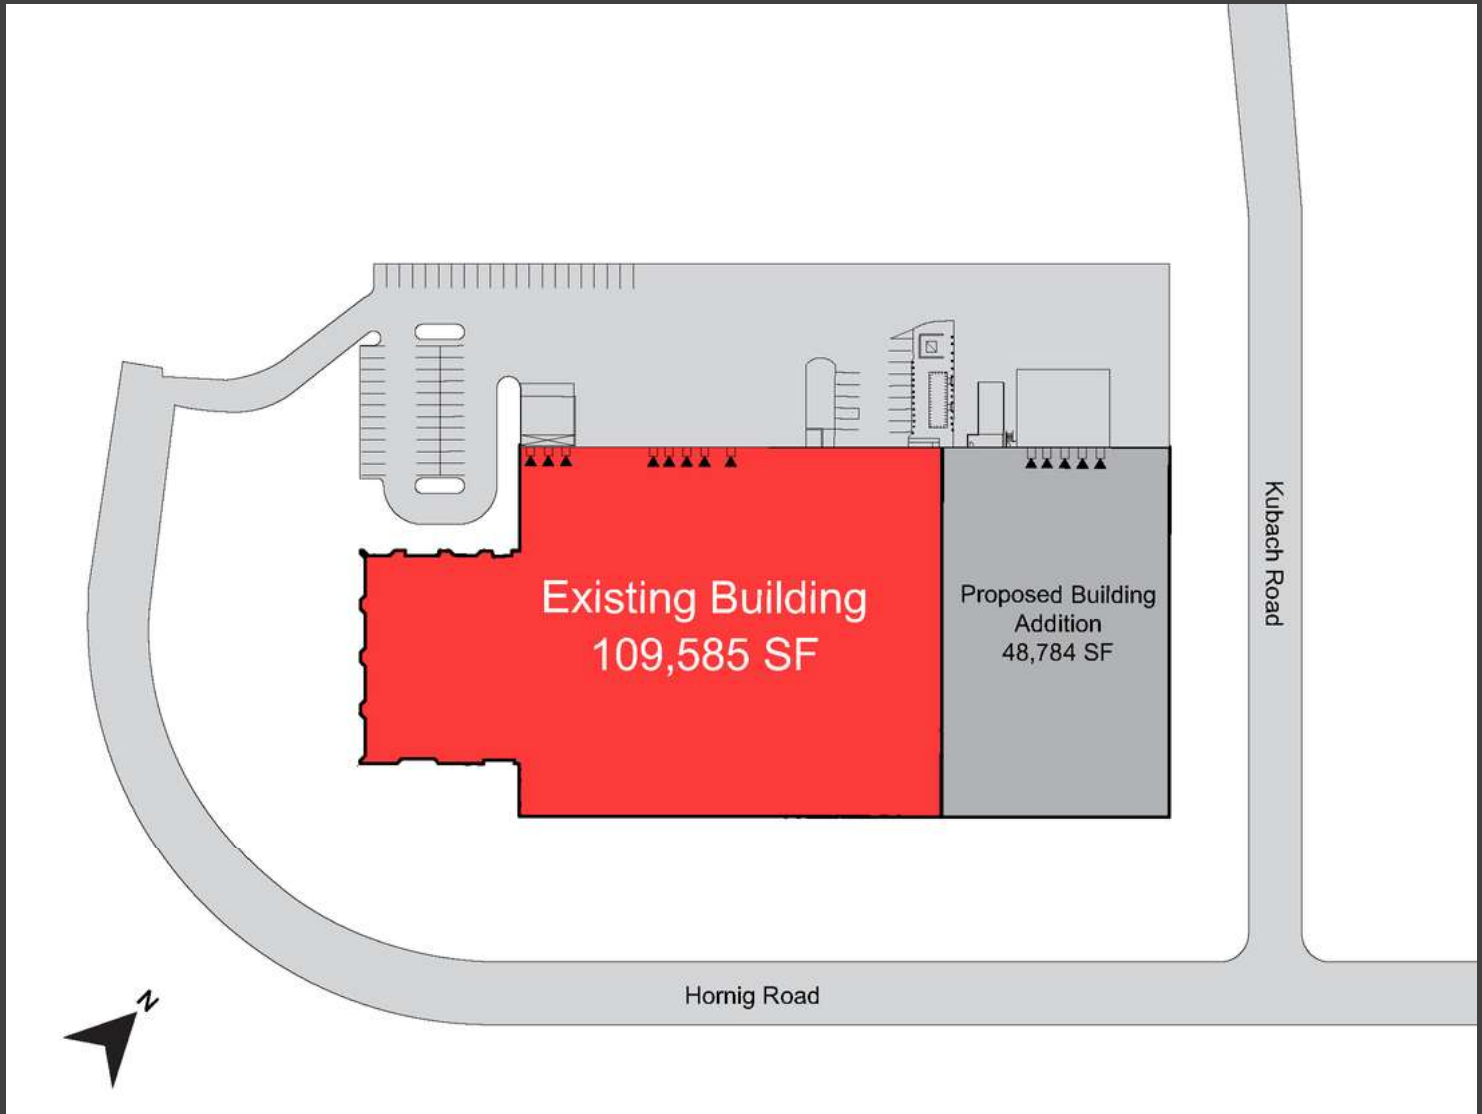 Existing Building
109,585 SF
Proposed Building
Addition
48,784 SF
Kubach Road
Hornig Road
N